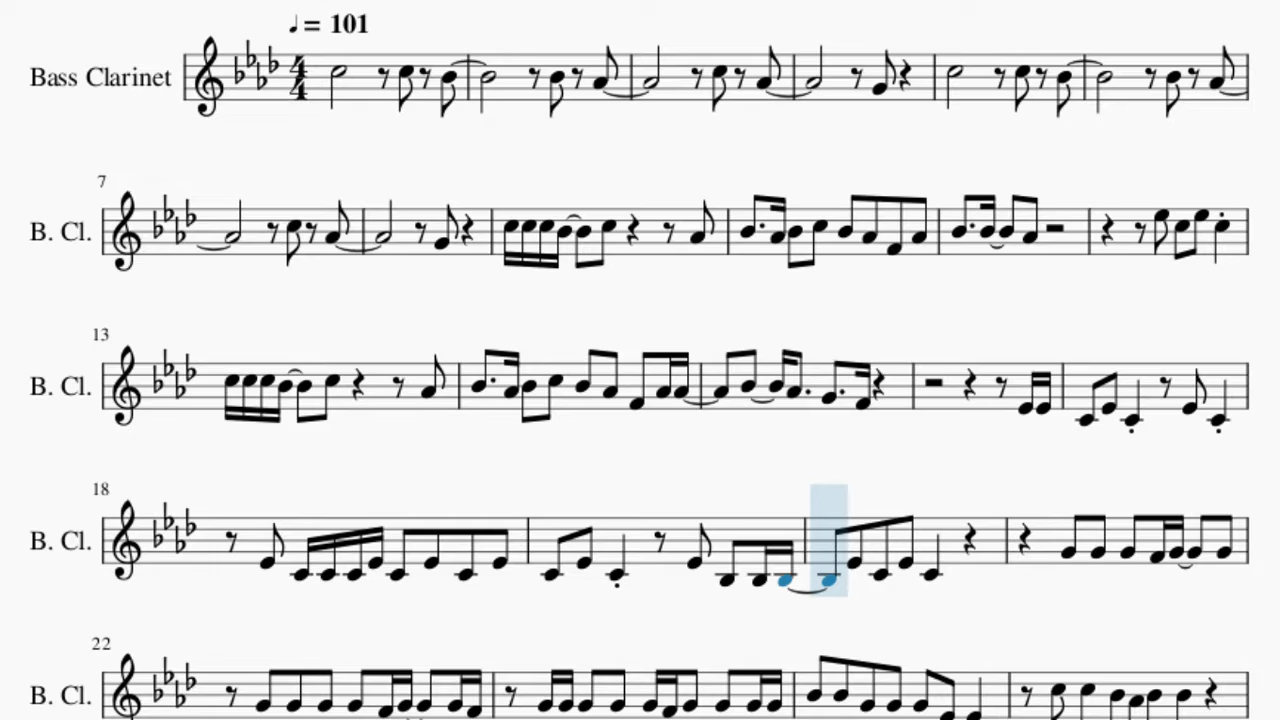 ♩ = 101
Bass Clarinet
4
4
7
B. Cl.
13
B. Cl.
18
B. Cl.
22
B. Cl.